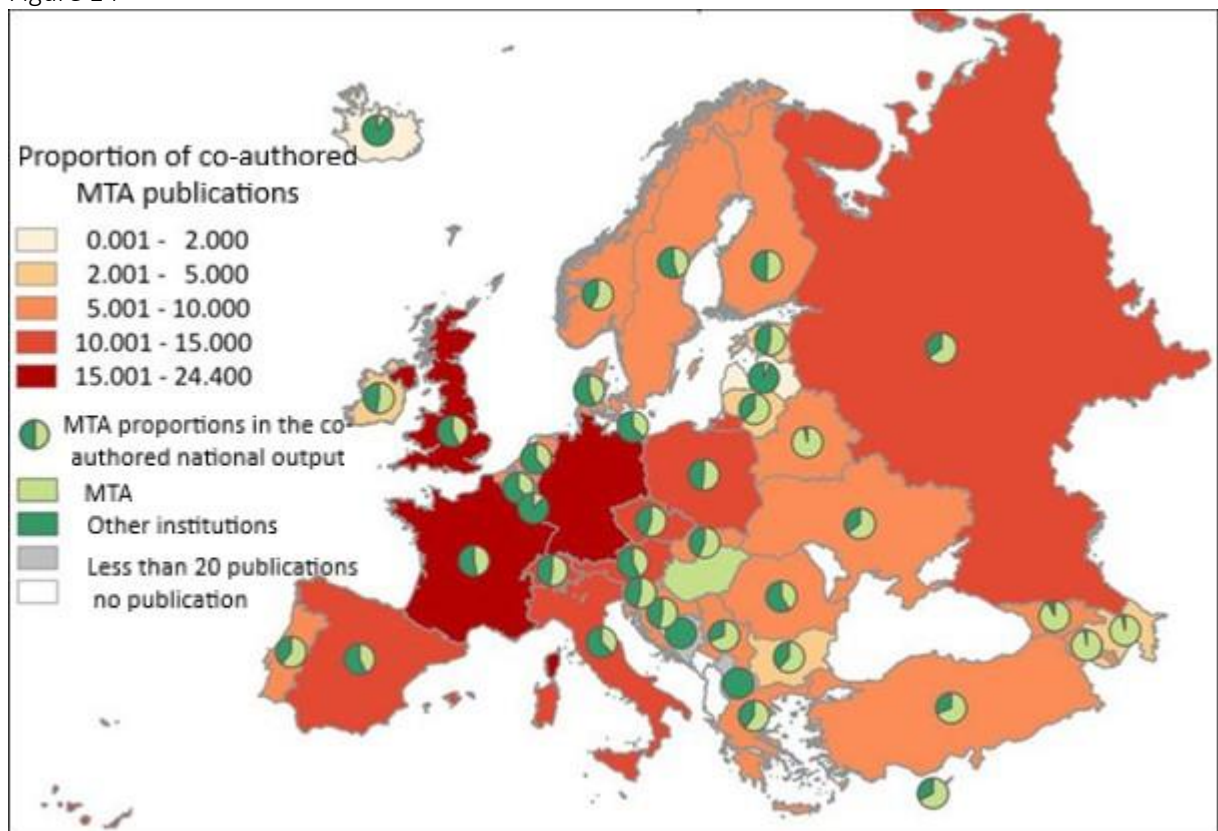 Proportion of co-authored
MTA publications
0.001 - 2.000
2.001 - 5.000
5.001 - 10.000
10.001 - 15.000
15.001 - 24.400
MTA proportions in the co-
authored national output
MTA
Other institutions
Less than 20 publications
no publication